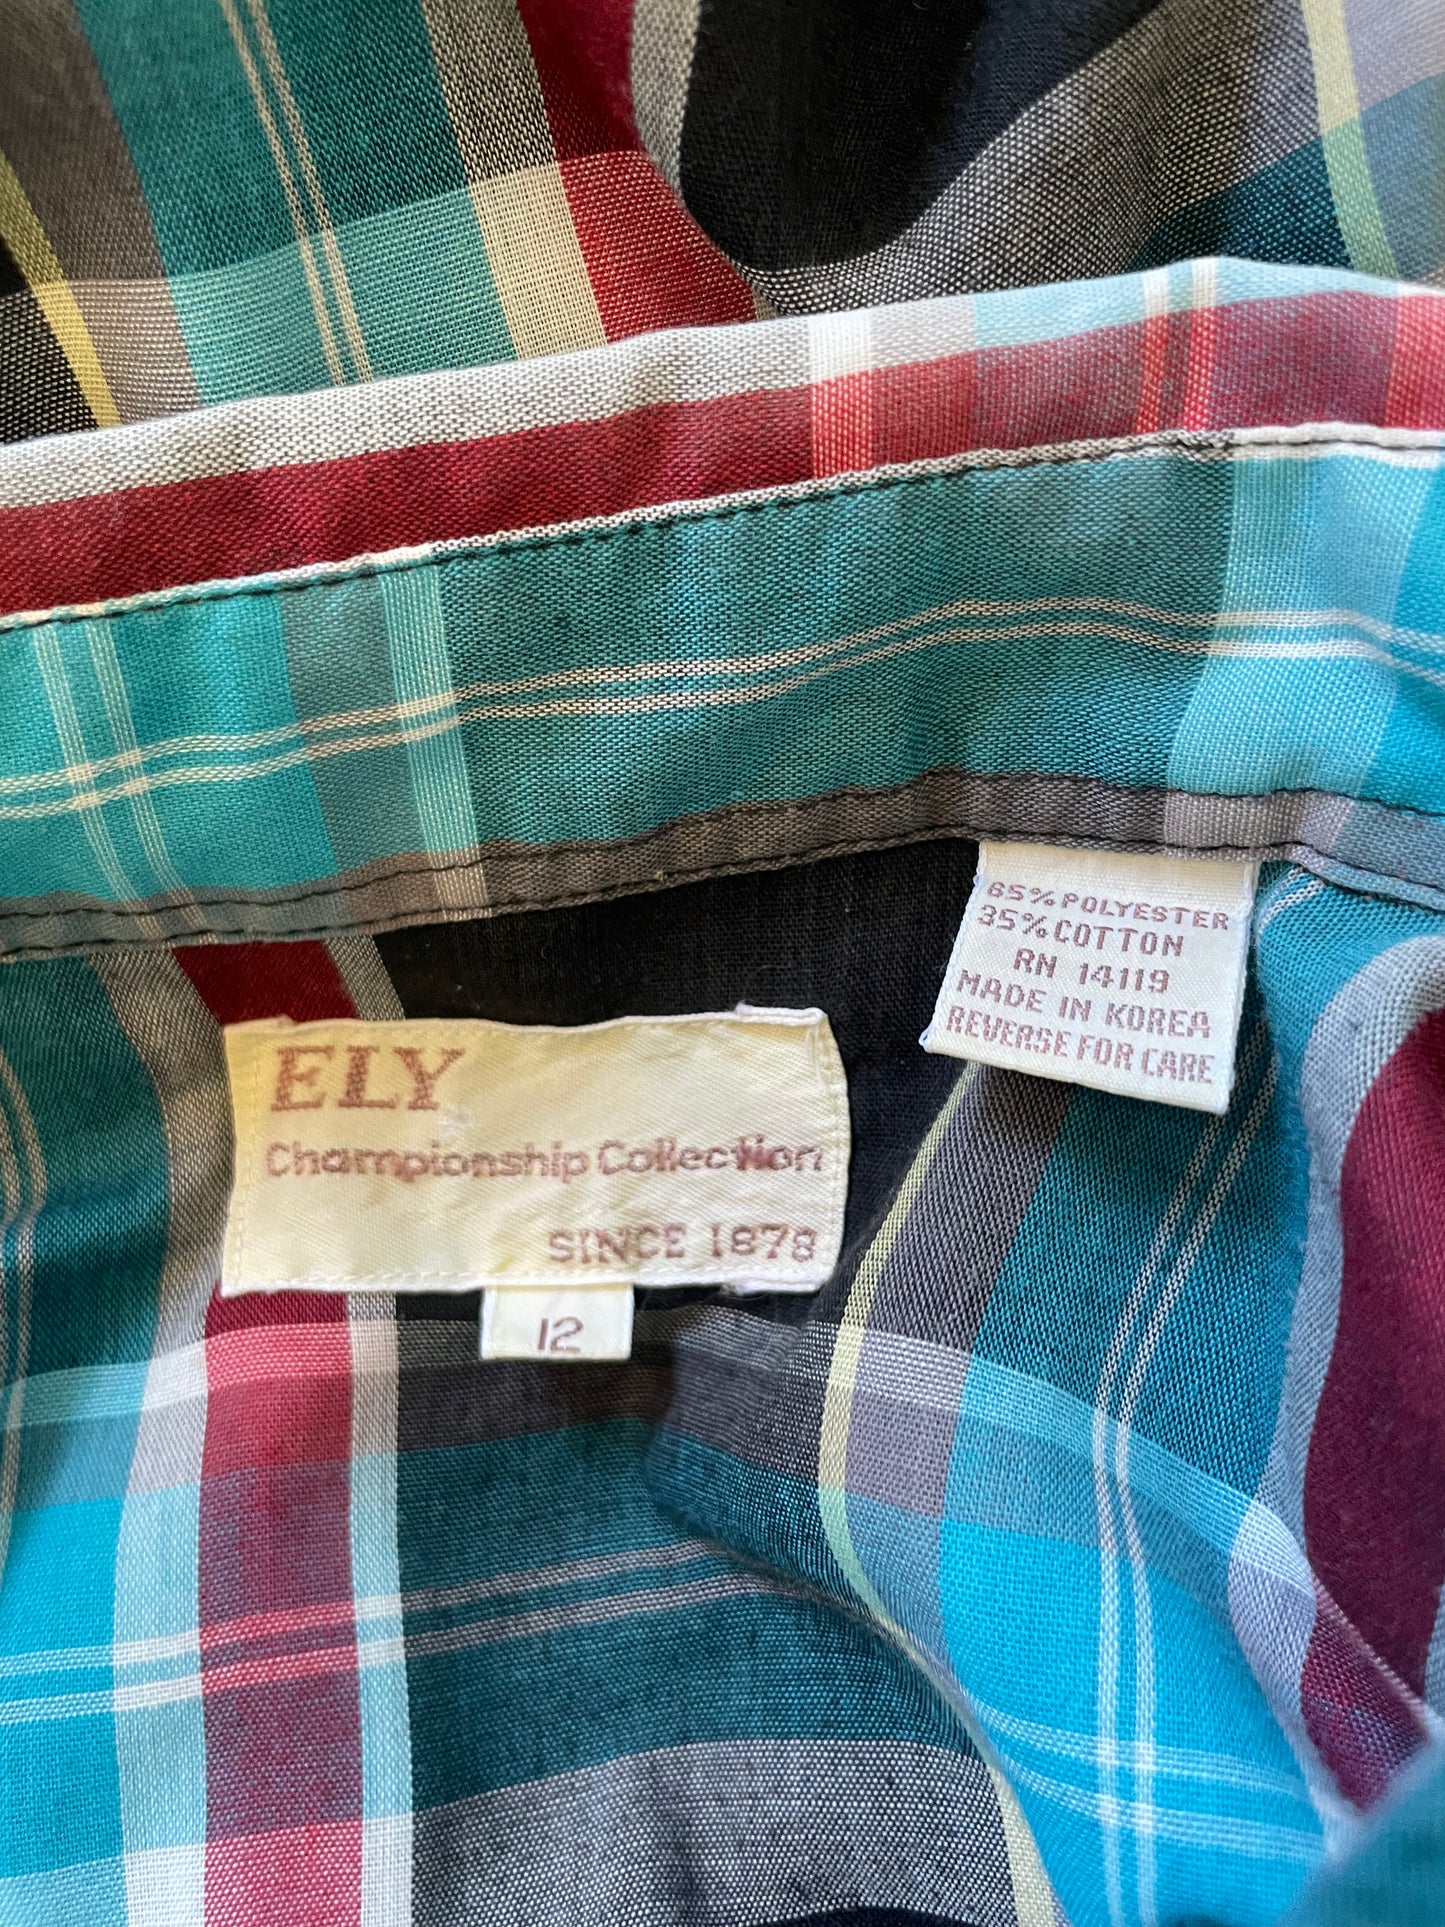 ELY
Championship Collection
SINCE 1878
12
65% POLYESTER
35% COTTON
RN 14119
MADE IN KOREA
REVERSE FOR CARE